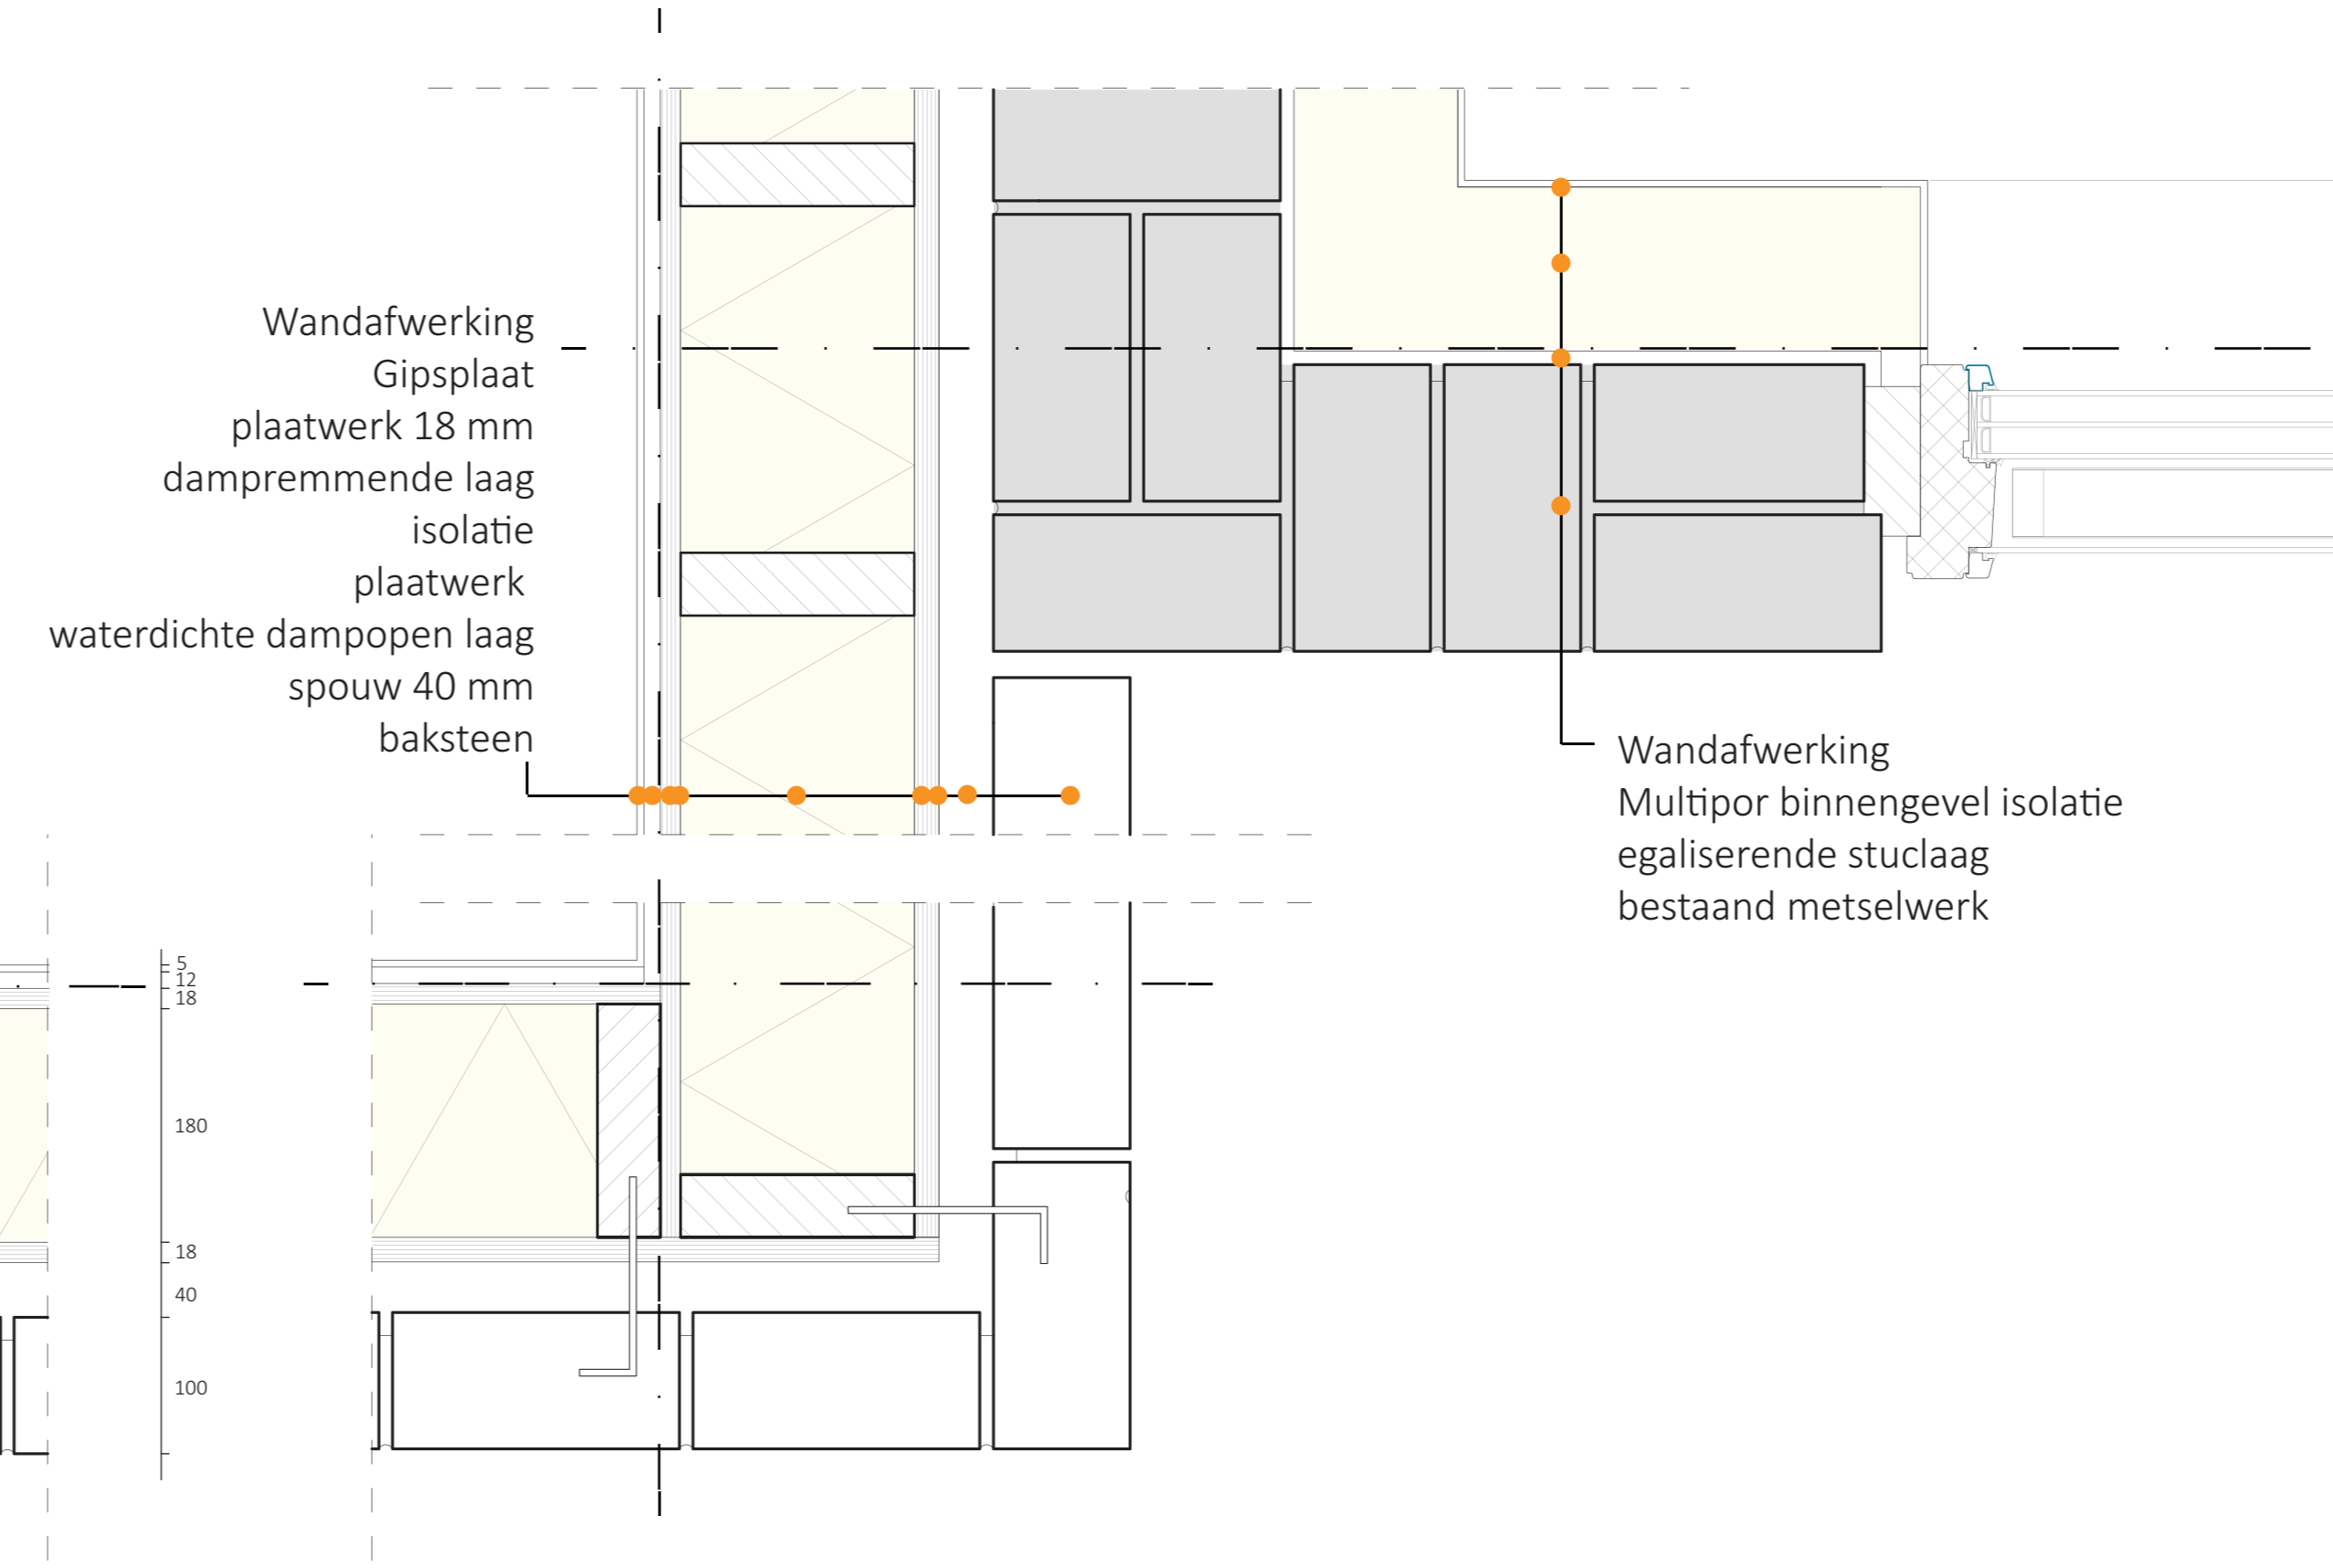 Wandafwerking
Gipsplaat
plaatwerk 18 mm
dampremmende laag
isolatie
plaatwerk
waterdichte dampopen laag
spouw 40 mm
baksteen
Wandafwerking
Multipor binnengevel isolatie
egaliserende stuclaag
bestaand metselwerk
5
12
18
180
18
40
100